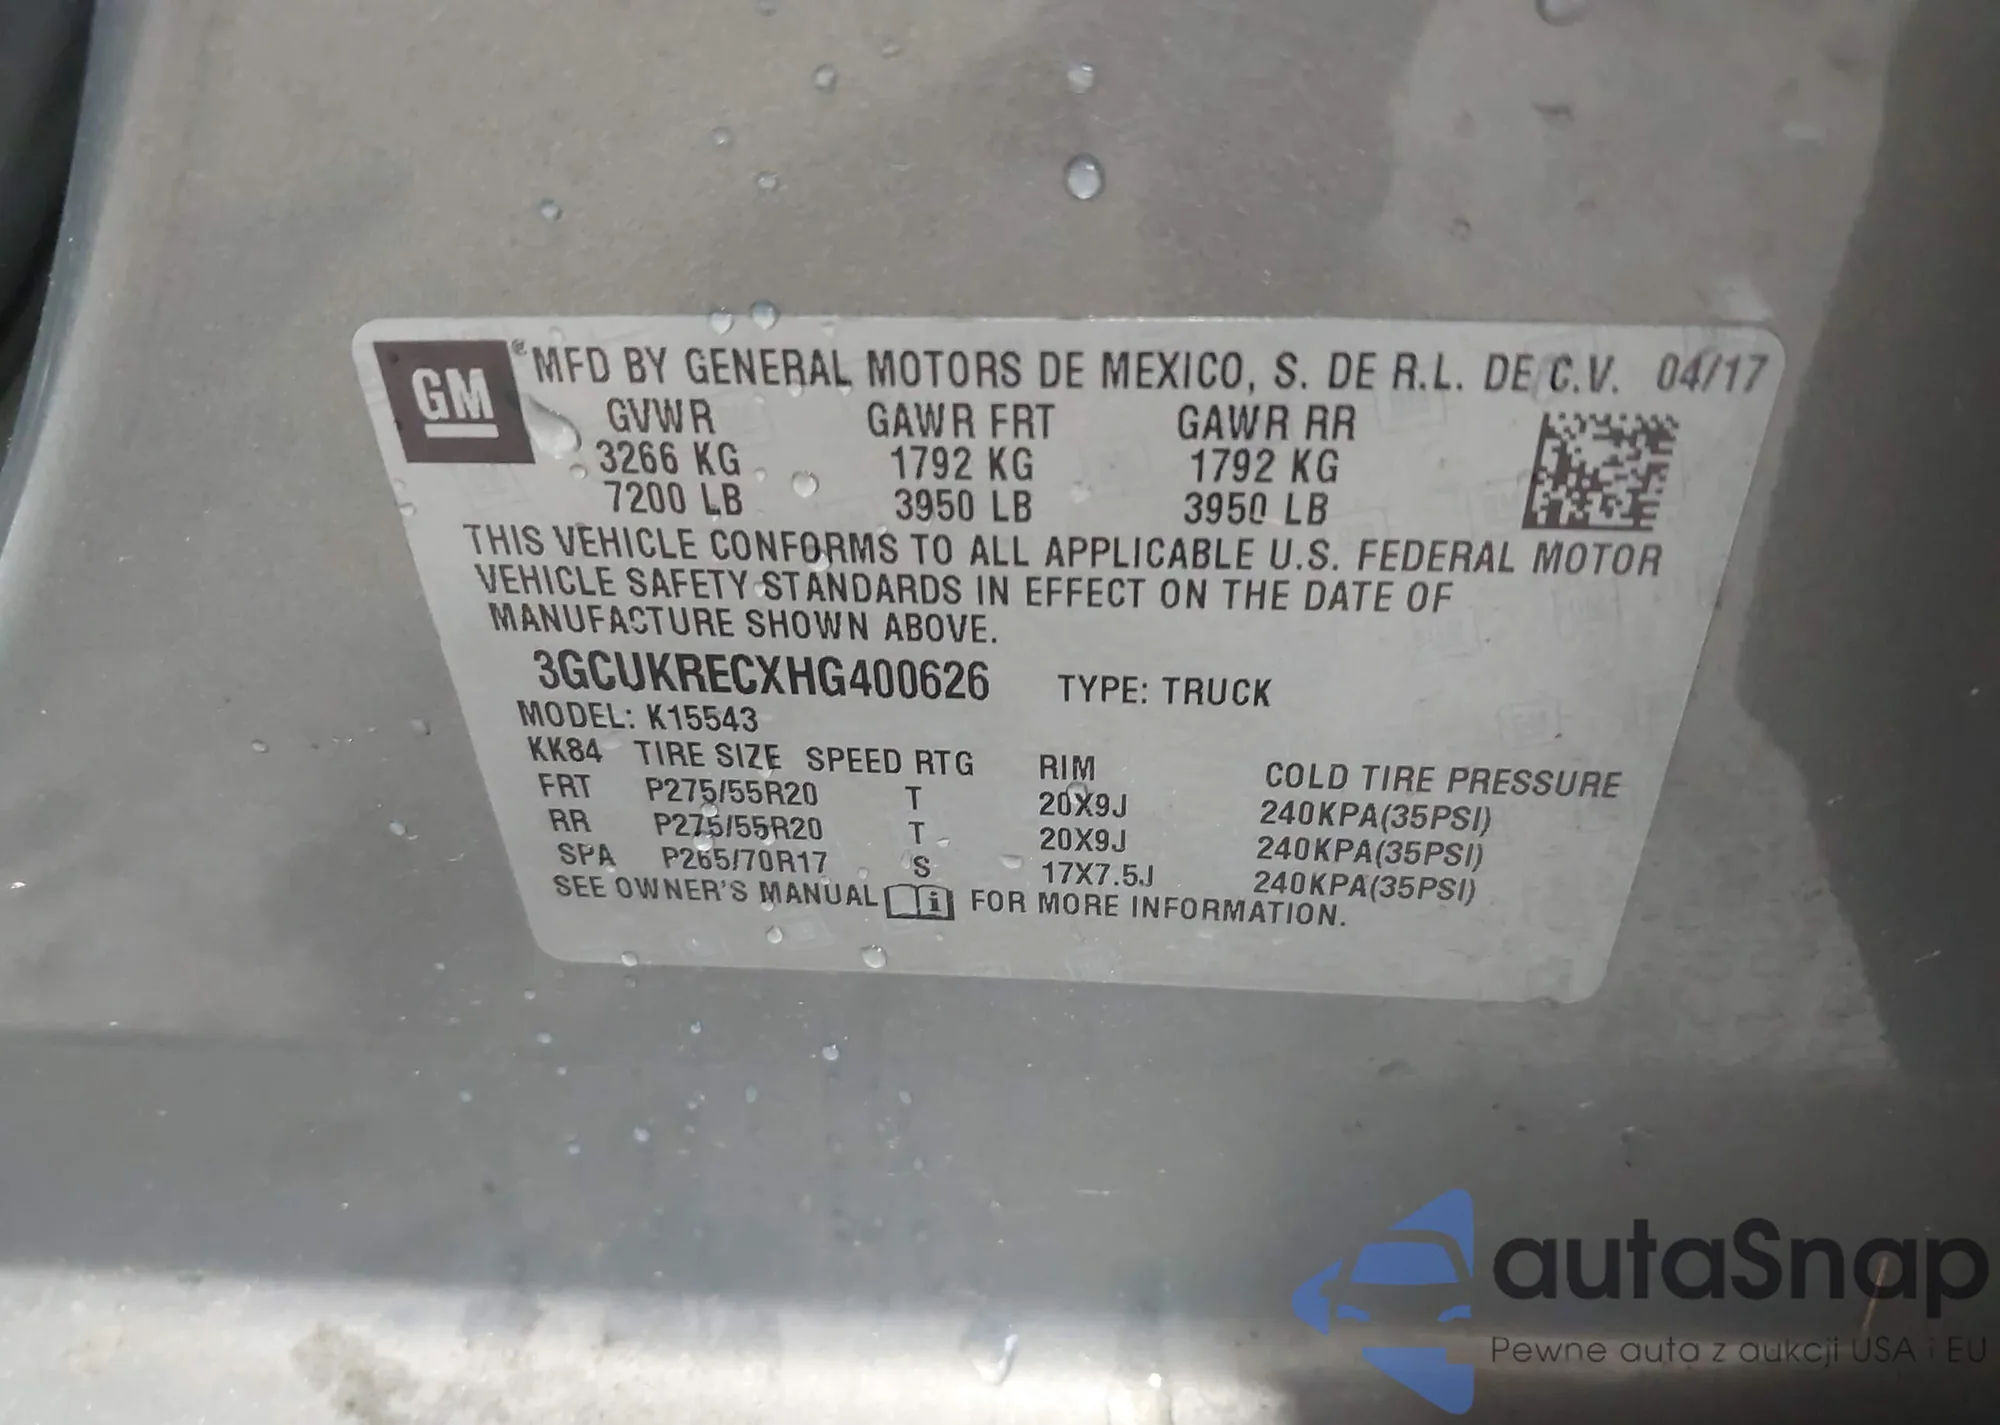 GM ® MFD BY GENERAL MOTORS DE MEXICO, S. DE R.L. DE C.V. 04/17
GVWR GAWR FRT GAWR RR
3266 KG 1792 KG 1792 KG
7200 LB 3950 LB 3950 LB
THIS VEHICLE CONFORMS TO ALL APPLICABLE U.S. FEDERAL MOTOR
VEHICLE SAFETY STANDARDS IN EFFECT ON THE DATE OF
MANUFACTURE SHOWN ABOVE.
3GCUKRECXHG400626 TYPE: TRUCK
MODEL: K15543
KK84 TIRE SIZE SPEED RTG RIM COLD TIRE PRESSURE
FRT P275/55R20 T 20X9J 240KPA(35PSI)
RR P275/55R20 T 20X9J 240KPA(35PSI)
SPA P265/70R17 S 17X7.5J 240KPA(35PSI)
SEE OWNER'S MANUAL i FOR MORE INFORMATION.
autaSnap
Pewne auta z aukcji USA i EU